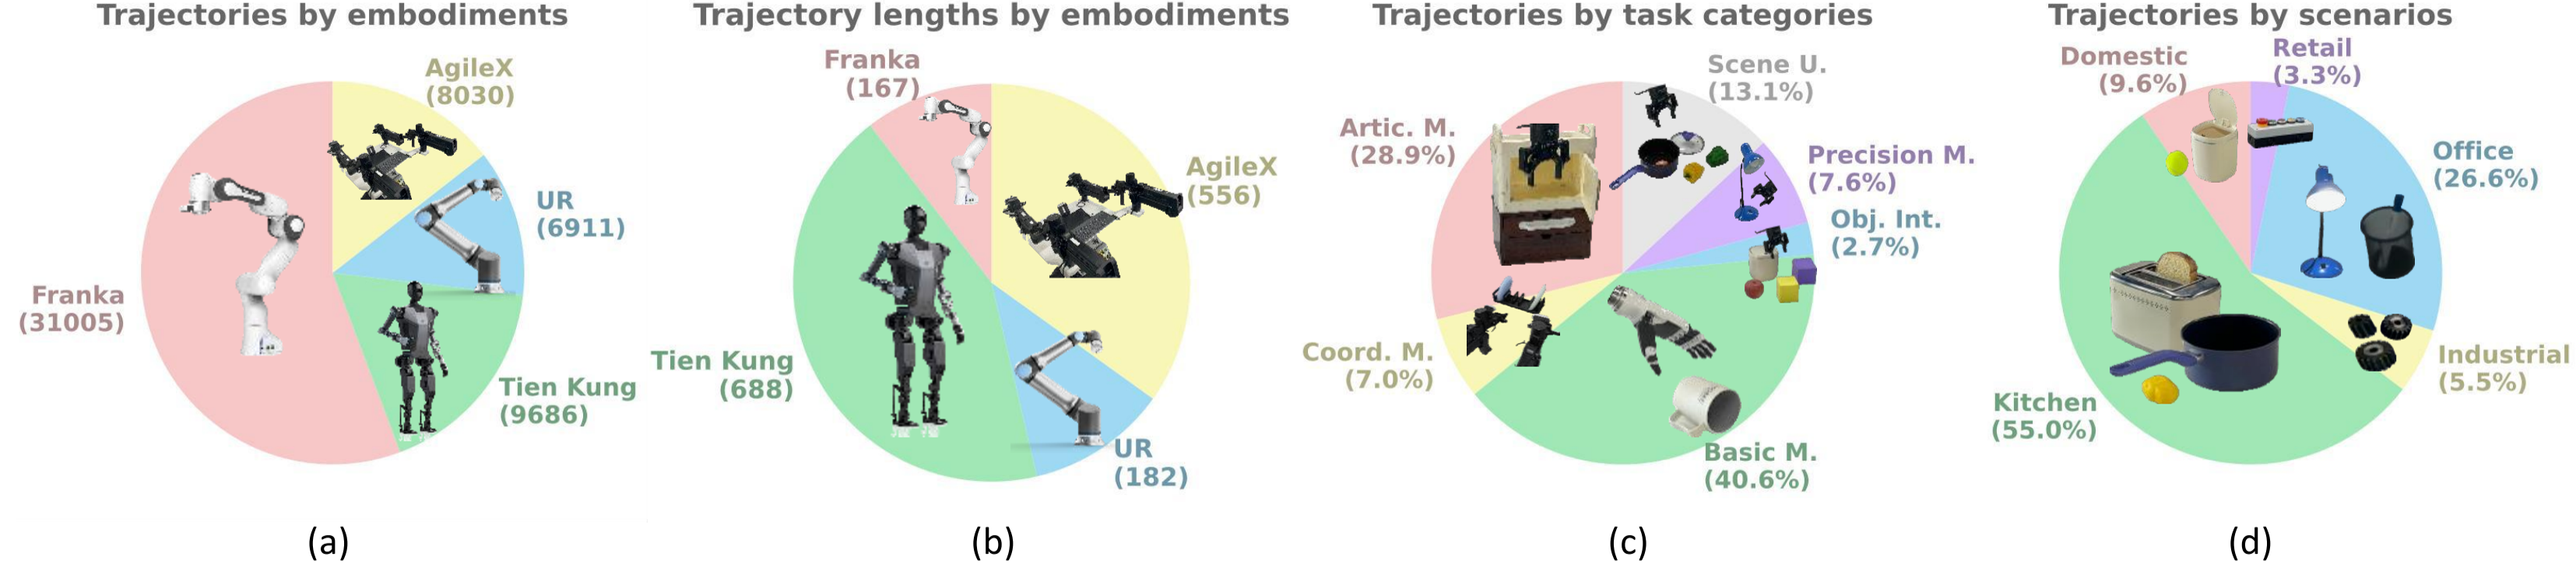 Trajectories by embodiments
AgileX
(8030)
UR
(6911)
Franka
(31005)
Tien Kung
(9686)
(a)
Trajectory lengths by embodiments
Franka
(167)
AgileX
(556)
Tien Kung
(688)
UR
(182)
(b)
Trajectories by task categories
Scene U.
(13.1%)
Artic. M.
(28.9%)
Precision M.
(7.6%)
Obj. Int.
(2.7%)
Coord. M.
(7.0%)
Basic M.
(40.6%)
(c)
Trajectories by scenarios
Retail
(3.3%)
Domestic
(9.6%)
Office
(26.6%)
Industrial
(5.5%)
Kitchen
(55.0%)
(d)